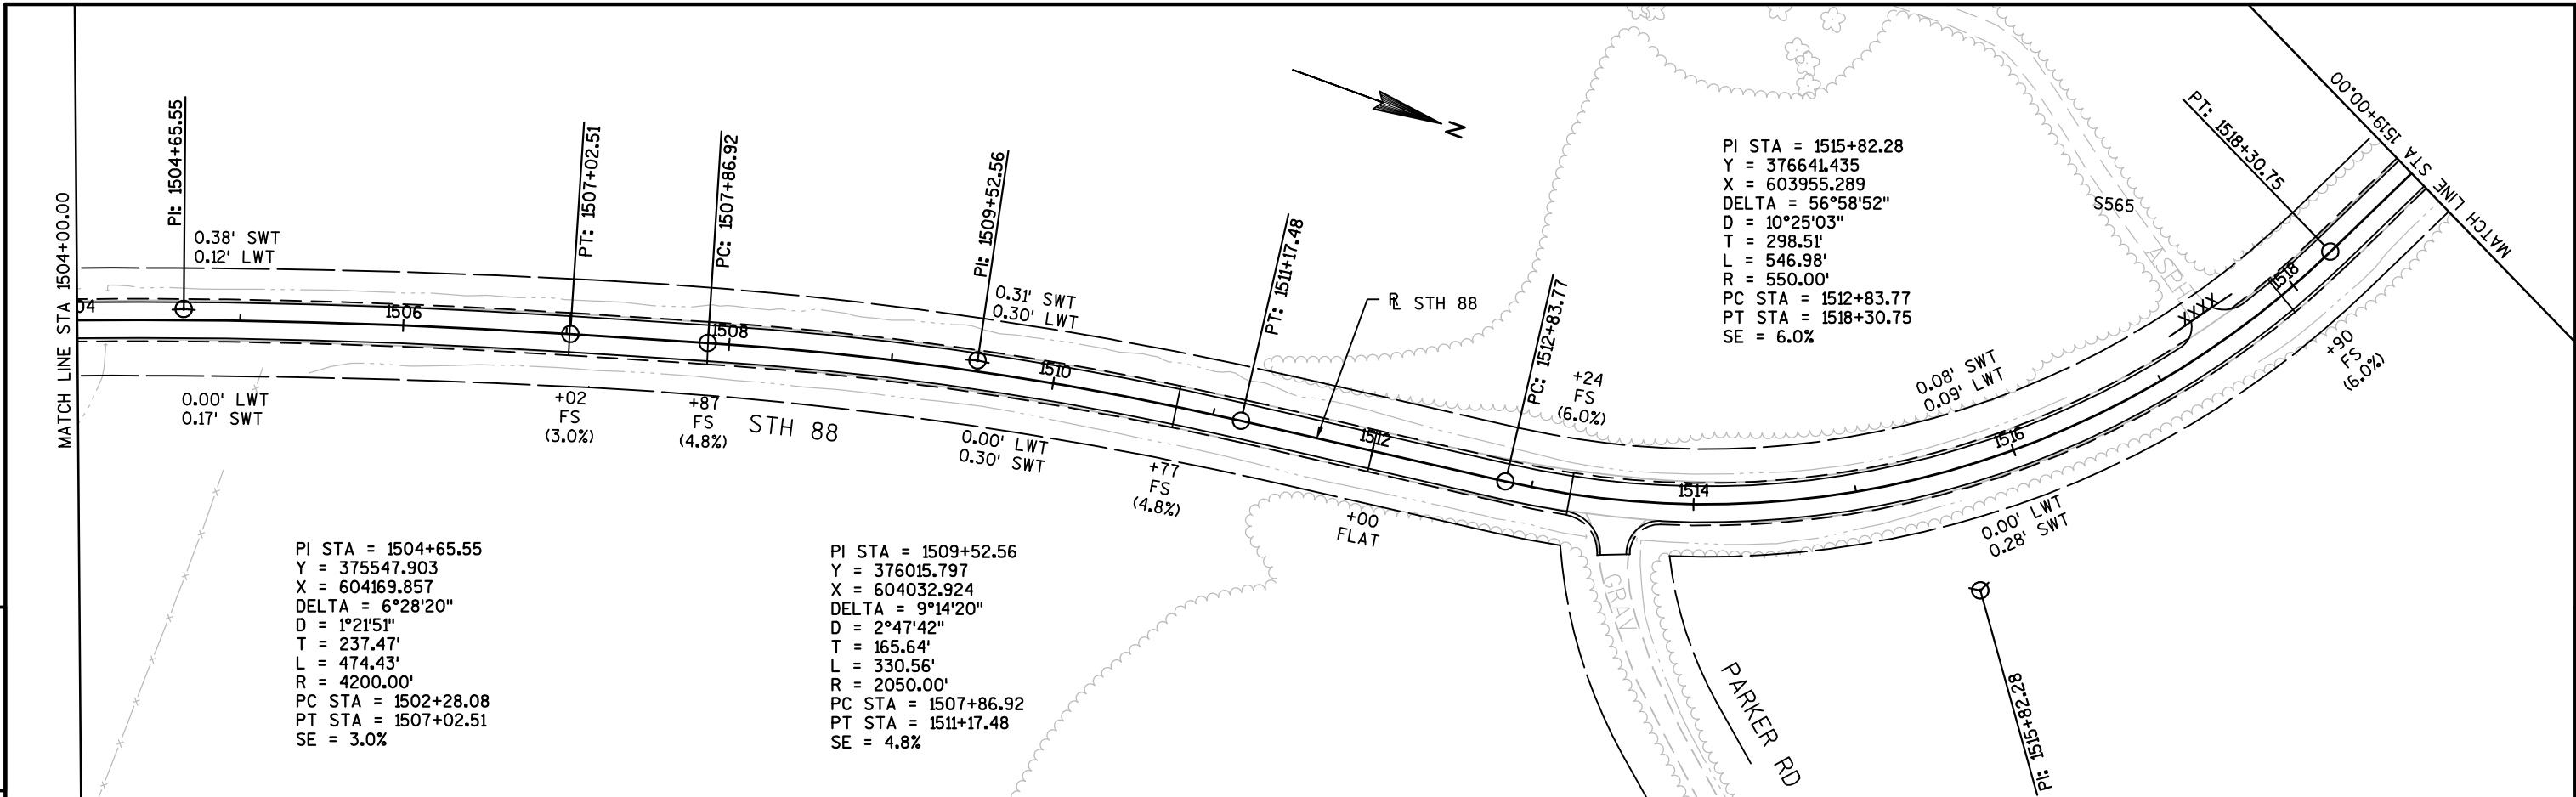 MATCH LINE STA 1504+00.00
PI: 1504+65.55
0.38' SWT
0.12' LWT
04
1506
0.00' LWT
0.17' SWT
PT: 1507+02.51
+02
FS
(3.0%)
PC: 1507+86.92
1508
+87
FS
(4.8%)
STH 88
PI: 1509+52.56
0.31' SWT
0.30' LWT
1510
0.00' LWT
0.30' SWT
+77
FS
(4.8%)
PT: 1511+17.48
N
R/L STH 88
1512
+00
FLAT
PC: 1512+83.77
+24
FS
(6.0%)
1514
GRAV
PARKER RD
PI STA = 1515+82.28
Y = 376641.435
X = 603955.289
DELTA = 56°58'52"
D = 10°25'03"
T = 298.51'
L = 546.98'
R = 550.00'
PC STA = 1512+83.77
PT STA = 1518+30.75
SE = 6.0%
0.08' SWT
0.09' LWT
1516
0.00' LWT
0.28' SWT
PI: 1515+82.28
S565
ASPH
XXXX
1518
+90
FS
(6.0%)
PT: 1518+30.75
MATCH LINE STA 1519+00.00
PI STA = 1504+65.55
Y = 375547.903
X = 604169.857
DELTA = 6°28'20"
D = 1°21'51"
T = 237.47'
L = 474.43'
R = 4200.00'
PC STA = 1502+28.08
PT STA = 1507+02.51
SE = 3.0%
PI STA = 1509+52.56
Y = 376015.797
X = 604032.924
DELTA = 9°14'20"
D = 2°47'42"
T = 165.64'
L = 330.56'
R = 2050.00'
PC STA = 1507+86.92
PT STA = 1511+17.48
SE = 4.8%